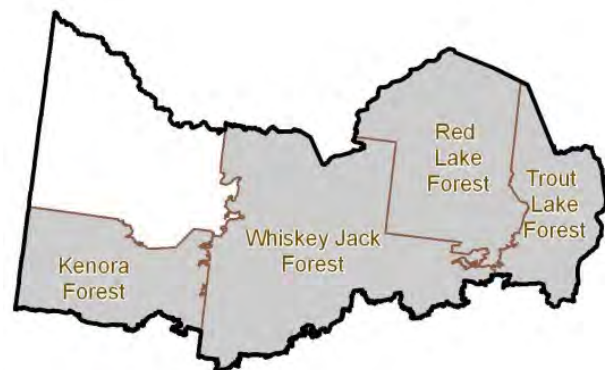 Red
Lake
Forest
Trout
Lake
Forest
Whiskey Jack
Forest
Kenora
Forest